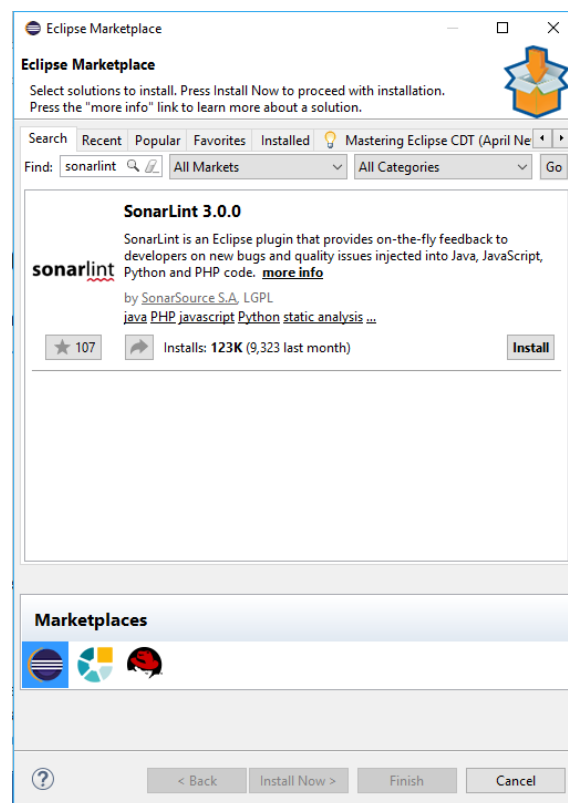 Eclipse Marketplace
Eclipse Marketplace
Select solutions to install. Press Install Now to proceed with installation.
Press the "more info" link to learn more about a solution.
Search Recent Popular Favorites Installed Mastering Eclipse CDT (April Ne
Find: sonarlint All Markets All Categories Go
SonarLint 3.0.0
SonarLint is an Eclipse plugin that provides on-the-fly feedback to
developers on new bugs and quality issues injected into Java, JavaScript,
Python and PHP code. more info
sonarlint
by SonarSource S.A, LGPL
java PHP javascript Python static analysis ...
107 Installs: 123K (9,323 last month) Install
Marketplaces
? < Back Install Now > Finish Cancel